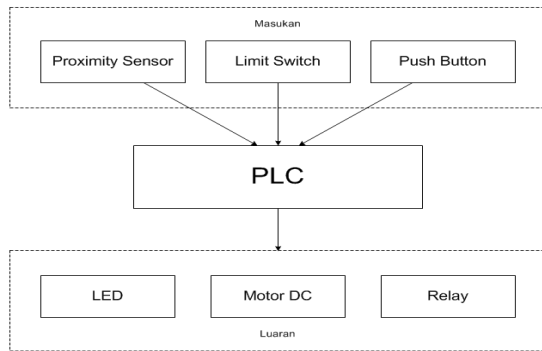 Masukan
Proximity Sensor
Limit Switch
Push Button
PLC
LED
Motor DC
Relay
Luaran